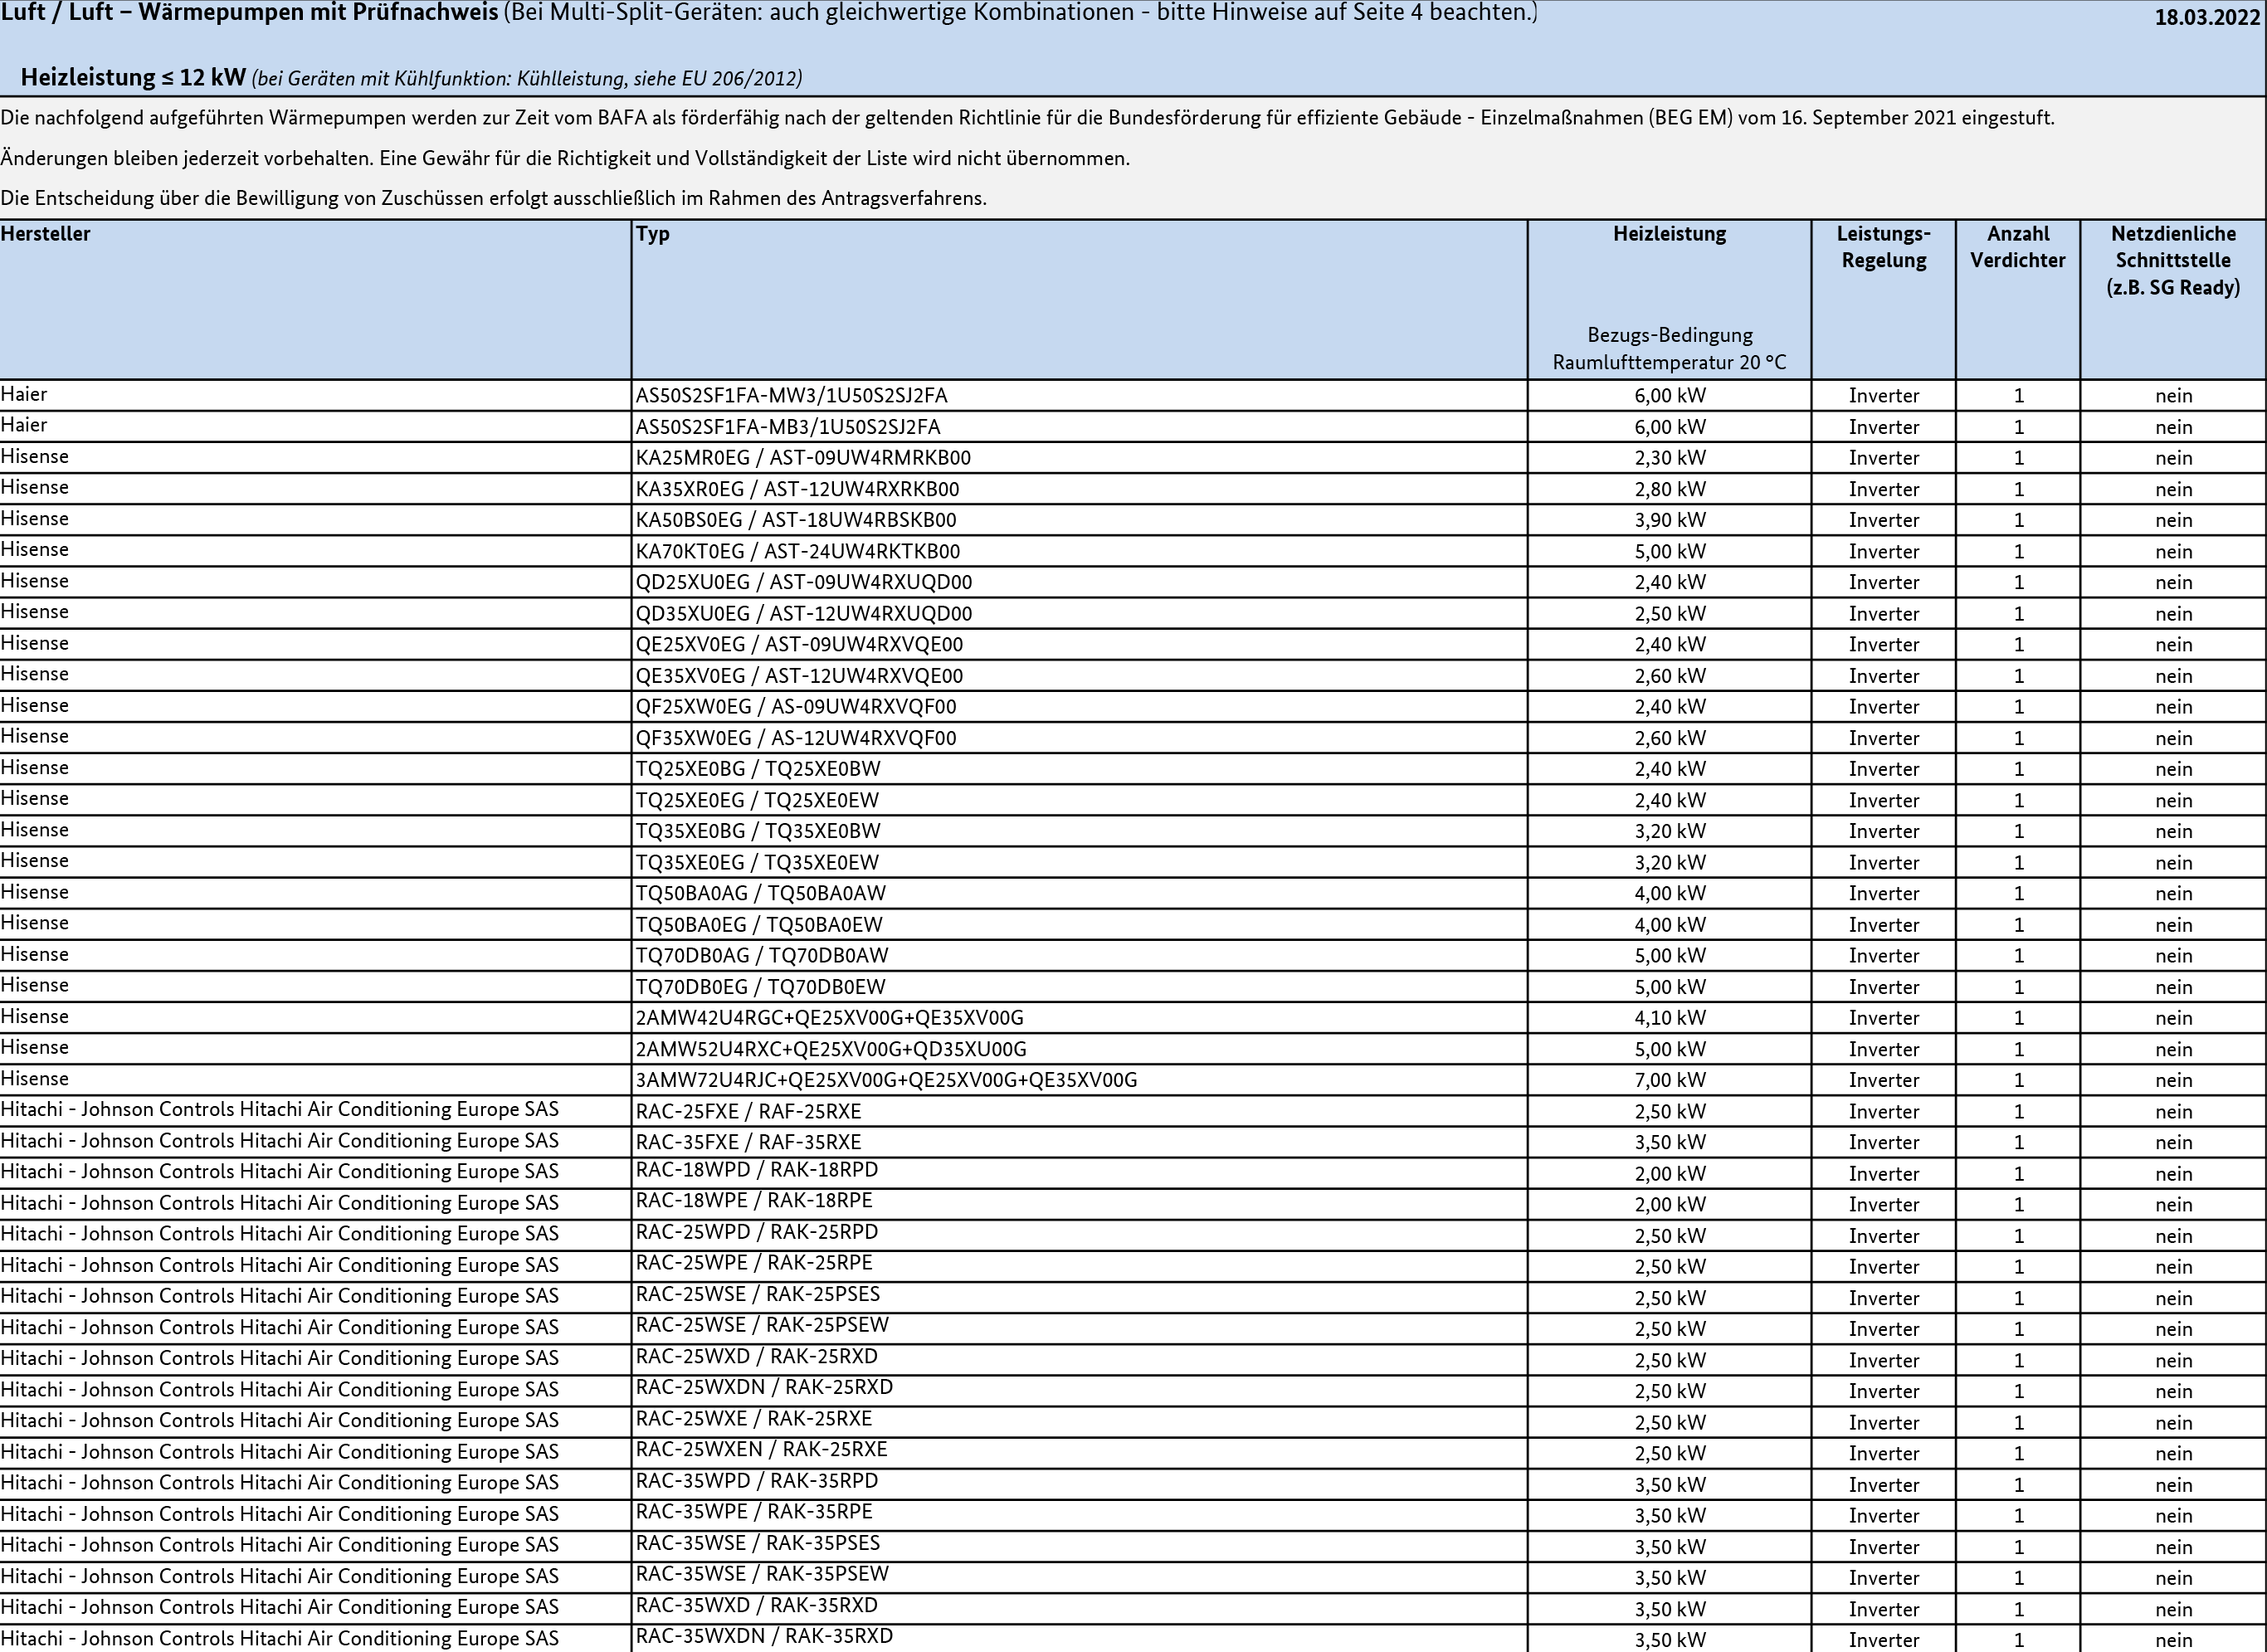 Luft / Luft – Wärmepumpen mit Prüfnachweis (Bei Multi-Split-Geräten: auch gleichwertige Kombinationen - bitte Hinweise auf Seite 4 beachten.) 18.03.2022
Heizleistung ≤ 12 kW (bei Geräten mit Kühlfunktion: Kühlleistung, siehe EU 206/2012)
Die nachfolgend aufgeführten Wärmepumpen werden zur Zeit vom BAFA als förderfähig nach der geltenden Richtlinie für die Bundesförderung für effiziente Gebäude - Einzelmaßnahmen (BEG EM) vom 16. September 2021 eingestuft.
Änderungen bleiben jederzeit vorbehalten. Eine Gewähr für die Richtigkeit und Vollständigkeit der Liste wird nicht übernommen.
Die Entscheidung über die Bewilligung von Zuschüssen erfolgt ausschließlich im Rahmen des Antragsverfahrens.
Hersteller Typ Heizleistung Leistungs- Anzahl Netzdienliche
Regelung Verdichter Schnittstelle
(z.B. SG Ready)
Bezugs-Bedingung
Raumlufttemperatur 20 °C
Haier AS50S2SF1FA-MW3/1U50S2SJ2FA 6,00 kW Inverter 1 nein
Haier AS50S2SF1FA-MB3/1U50S2SJ2FA 6,00 kW Inverter 1 nein
Hisense KA25MR0EG / AST-09UW4RMRKB00 2,30 kW Inverter 1 nein
Hisense KA35XR0EG / AST-12UW4RXRKB00 2,80 kW Inverter 1 nein
Hisense KA50BS0EG / AST-18UW4RBSKB00 3,90 kW Inverter 1 nein
Hisense KA70KT0EG / AST-24UW4RKTKB00 5,00 kW Inverter 1 nein
Hisense QD25XU0EG / AST-09UW4RXUQD00 2,40 kW Inverter 1 nein
Hisense QD35XU0EG / AST-12UW4RXUQD00 2,50 kW Inverter 1 nein
Hisense QE25XV0EG / AST-09UW4RXVQE00 2,40 kW Inverter 1 nein
Hisense QE35XV0EG / AST-12UW4RXVQE00 2,60 kW Inverter 1 nein
Hisense QF25XW0EG / AS-09UW4RXVQF00 2,40 kW Inverter 1 nein
Hisense QF35XW0EG / AS-12UW4RXVQF00 2,60 kW Inverter 1 nein
Hisense TQ25XE0BG / TQ25XE0BW 2,40 kW Inverter 1 nein
Hisense TQ25XE0EG / TQ25XE0EW 2,40 kW Inverter 1 nein
Hisense TQ35XE0BG / TQ35XE0BW 3,20 kW Inverter 1 nein
Hisense TQ35XE0EG / TQ35XE0EW 3,20 kW Inverter 1 nein
Hisense TQ50BA0AG / TQ50BA0AW 4,00 kW Inverter 1 nein
Hisense TQ50BA0EG / TQ50BA0EW 4,00 kW Inverter 1 nein
Hisense TQ70DB0AG / TQ70DB0AW 5,00 kW Inverter 1 nein
Hisense TQ70DB0EG / TQ70DB0EW 5,00 kW Inverter 1 nein
Hisense 2AMW42U4RGC+QE25XV00G+QE35XV00G 4,10 kW Inverter 1 nein
Hisense 2AMW52U4RXC+QE25XV00G+QD35XU00G 5,00 kW Inverter 1 nein
Hisense 3AMW72U4RJC+QE25XV00G+QE25XV00G+QE35XV00G 7,00 kW Inverter 1 nein
Hitachi - Johnson Controls Hitachi Air Conditioning Europe SAS RAC-25FXE / RAF-25RXE 2,50 kW Inverter 1 nein
Hitachi - Johnson Controls Hitachi Air Conditioning Europe SAS RAC-35FXE / RAF-35RXE 3,50 kW Inverter 1 nein
Hitachi - Johnson Controls Hitachi Air Conditioning Europe SAS RAC-18WPD / RAK-18RPD 2,00 kW Inverter 1 nein
Hitachi - Johnson Controls Hitachi Air Conditioning Europe SAS RAC-18WPE / RAK-18RPE 2,00 kW Inverter 1 nein
Hitachi - Johnson Controls Hitachi Air Conditioning Europe SAS RAC-25WPD / RAK-25RPD 2,50 kW Inverter 1 nein
Hitachi - Johnson Controls Hitachi Air Conditioning Europe SAS RAC-25WPE / RAK-25RPE 2,50 kW Inverter 1 nein
Hitachi - Johnson Controls Hitachi Air Conditioning Europe SAS RAC-25WSE / RAK-25PSES 2,50 kW Inverter 1 nein
Hitachi - Johnson Controls Hitachi Air Conditioning Europe SAS RAC-25WSE / RAK-25PSEW 2,50 kW Inverter 1 nein
Hitachi - Johnson Controls Hitachi Air Conditioning Europe SAS RAC-25WXD / RAK-25RXD 2,50 kW Inverter 1 nein
Hitachi - Johnson Controls Hitachi Air Conditioning Europe SAS RAC-25WXDN / RAK-25RXD 2,50 kW Inverter 1 nein
Hitachi - Johnson Controls Hitachi Air Conditioning Europe SAS RAC-25WXE / RAK-25RXE 2,50 kW Inverter 1 nein
Hitachi - Johnson Controls Hitachi Air Conditioning Europe SAS RAC-25WXEN / RAK-25RXE 2,50 kW Inverter 1 nein
Hitachi - Johnson Controls Hitachi Air Conditioning Europe SAS RAC-35WPD / RAK-35RPD 3,50 kW Inverter 1 nein
Hitachi - Johnson Controls Hitachi Air Conditioning Europe SAS RAC-35WPE / RAK-35RPE 3,50 kW Inverter 1 nein
Hitachi - Johnson Controls Hitachi Air Conditioning Europe SAS RAC-35WSE / RAK-35PSES 3,50 kW Inverter 1 nein
Hitachi - Johnson Controls Hitachi Air Conditioning Europe SAS RAC-35WSE / RAK-35PSEW 3,50 kW Inverter 1 nein
Hitachi - Johnson Controls Hitachi Air Conditioning Europe SAS RAC-35WXD / RAK-35RXD 3,50 kW Inverter 1 nein
Hitachi - Johnson Controls Hitachi Air Conditioning Europe SAS RAC-35WXDN / RAK-35RXD 3,50 kW Inverter 1 nein